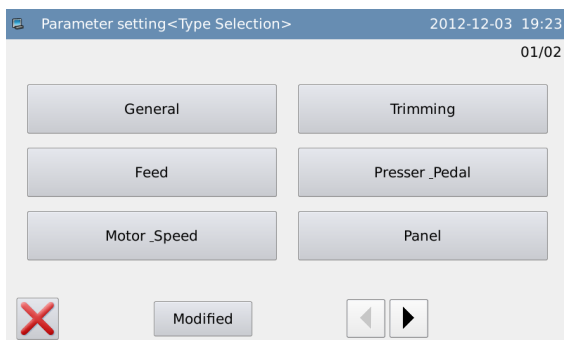 Parameter setting<Type Selection> 2012-12-03 19:23
01/02
General Trimming
Feed Presser_Pedal
Motor_Speed Panel
Modified